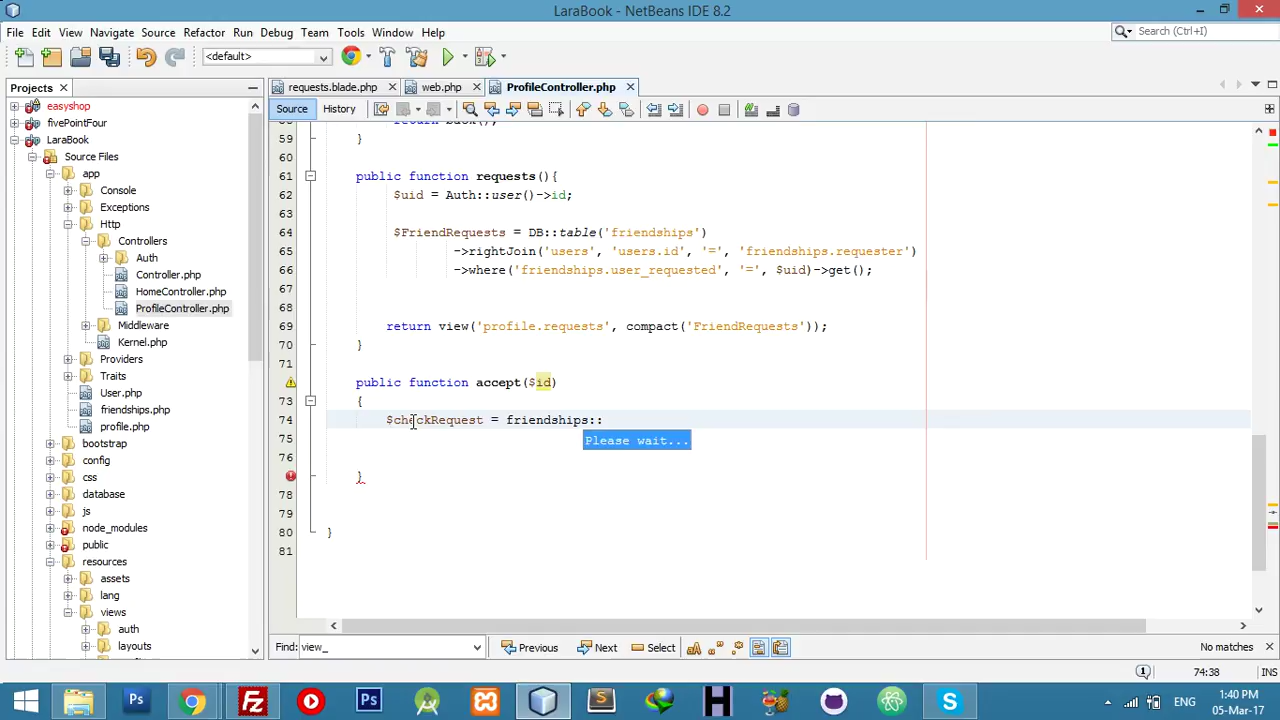 LaraBook - NetBeans IDE 8.2
File Edit View Navigate Source Refactor Run Debug Team Tools Window Help
Search (Ctrl+I)
<default>
Projects
requests.blade.php
web.php
ProfileController.php
Source
History
easyshop
fivePointFour
LaraBook
Source Files
app
Console
Exceptions
Http
Controllers
Auth
Controller.php
HomeController.php
ProfileController.php
Middleware
Kernel.php
Providers
Traits
User.php
friendships.php
profile.php
bootstrap
config
css
database
js
node_modules
public
resources
assets
lang
views
auth
layouts
return back();
59 }
60
61 public function requests(){
62 $uid = Auth::user()->id;
63
64 $FriendRequests = DB::table('friendships')
65 ->rightJoin('users', 'users.id', '=', 'friendships.requester')
66 ->where('friendships.user_requested', '=', $uid)->get();
67
68
69 return view('profile.requests', compact('FriendRequests'));
70 }
71
public function accept($id)
73 {
74 $checkRequest = friendships::
75
Please wait...
76
}
78
79
80 }
81
Find: view_
Previous
Next
Select
No matches
1
74:38
INS
ENG
1:40 PM
05-Mar-17